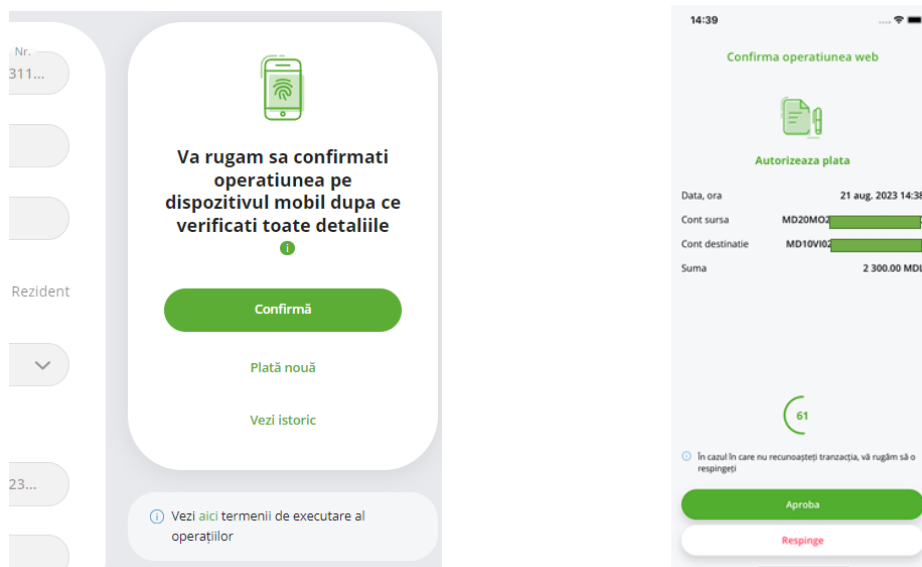 Nr.
311...
Rezident
23...
Va rugam sa confirmati
operatiunea pe
dispozitivul mobil dupa ce
verificati toate detaliile
i
Confirmă
Plată nouă
Vezi istoric
Vezi aici termenii de executare al
operațiilor
14:39
Confirma operatiunea web
Autorizeaza plata
Data, ora 21 aug. 2023 14:38
Cont sursa MD20MO2
Cont destinatie MD10VI02
Suma 2 300.00 MDL
61
În cazul în care nu recunoașteți tranzacția, vă rugăm să o
respingeți
Aproba
Respinge